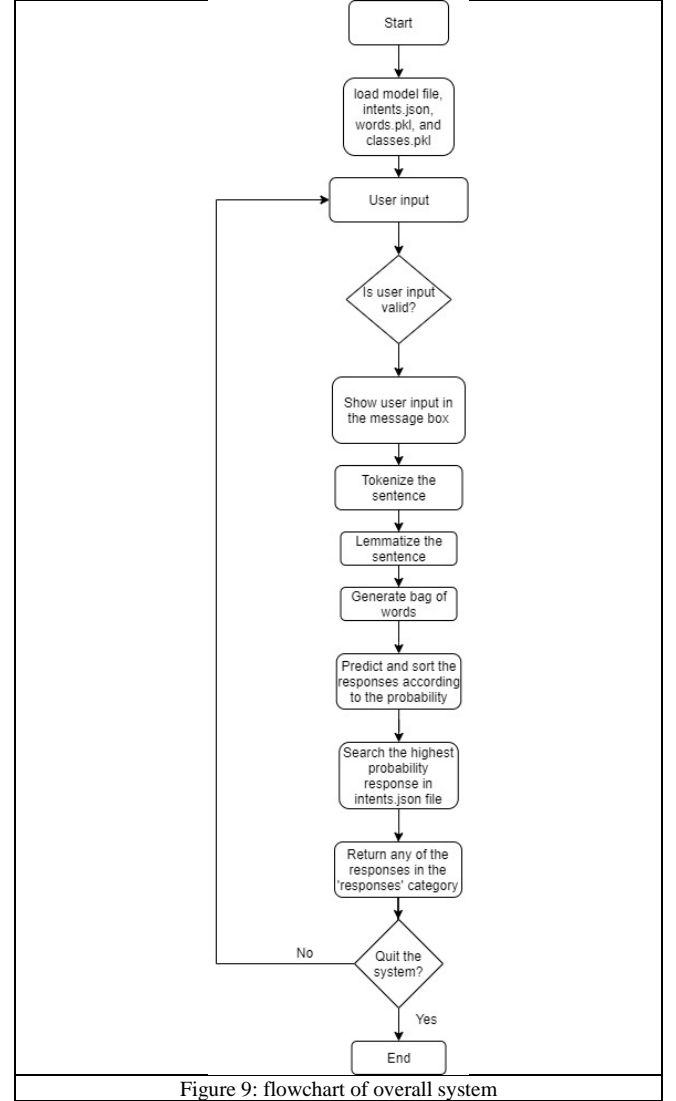 Start
load model file,
intents.json,
words.pkl, and
classes.pkl
User input
Is user input
valid?
Show user input in
the message box
Tokenize the
sentence
Lemmatize the
sentence
Generate bag of
words
Predict and sort the
responses according
to the probability
Search the highest
probability
response in
intents.json file
Return any of the
responses in the
'responses' category
No
Quit the
system?
Yes
End
Figure 9: flowchart of overall system